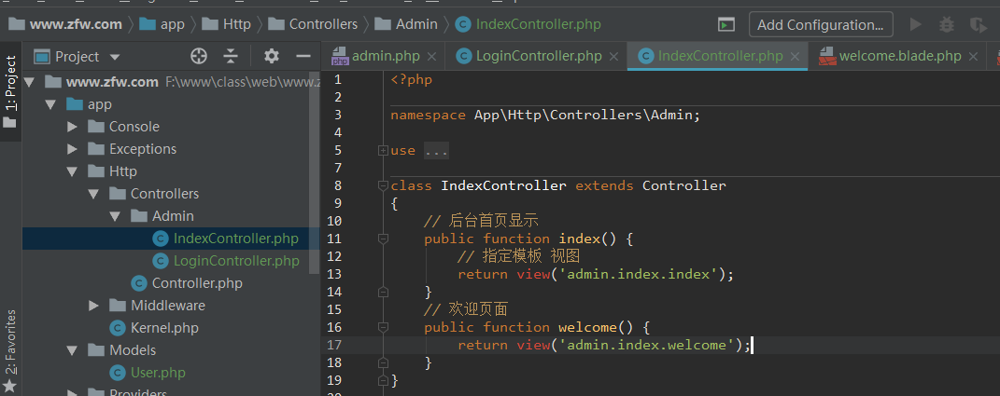 www.zfw.com app Http Controllers Admin IndexController.php Add Configuration...
1: Project
Project
www.zfw.com F:\www\class\web\www.z
app
Console
Exceptions
Http
Controllers
Admin
IndexController.php
LoginController.php
Controller.php
Middleware
Kernel.php
Models
User.php
Providers
2: Favorites
admin.php LoginController.php IndexController.php welcome.blade.php
1 <?php
2
3 namespace App\Http\Controllers\Admin;
4
5 use ...
7
8 class IndexController extends Controller
9 {
10 // 后台首页显示
11 public function index() {
12 // 指定模板 视图
13 return view('admin.index.index');
14 }
15 // 欢迎页面
16 public function welcome() {
17 return view('admin.index.welcome');
18 }
19 }